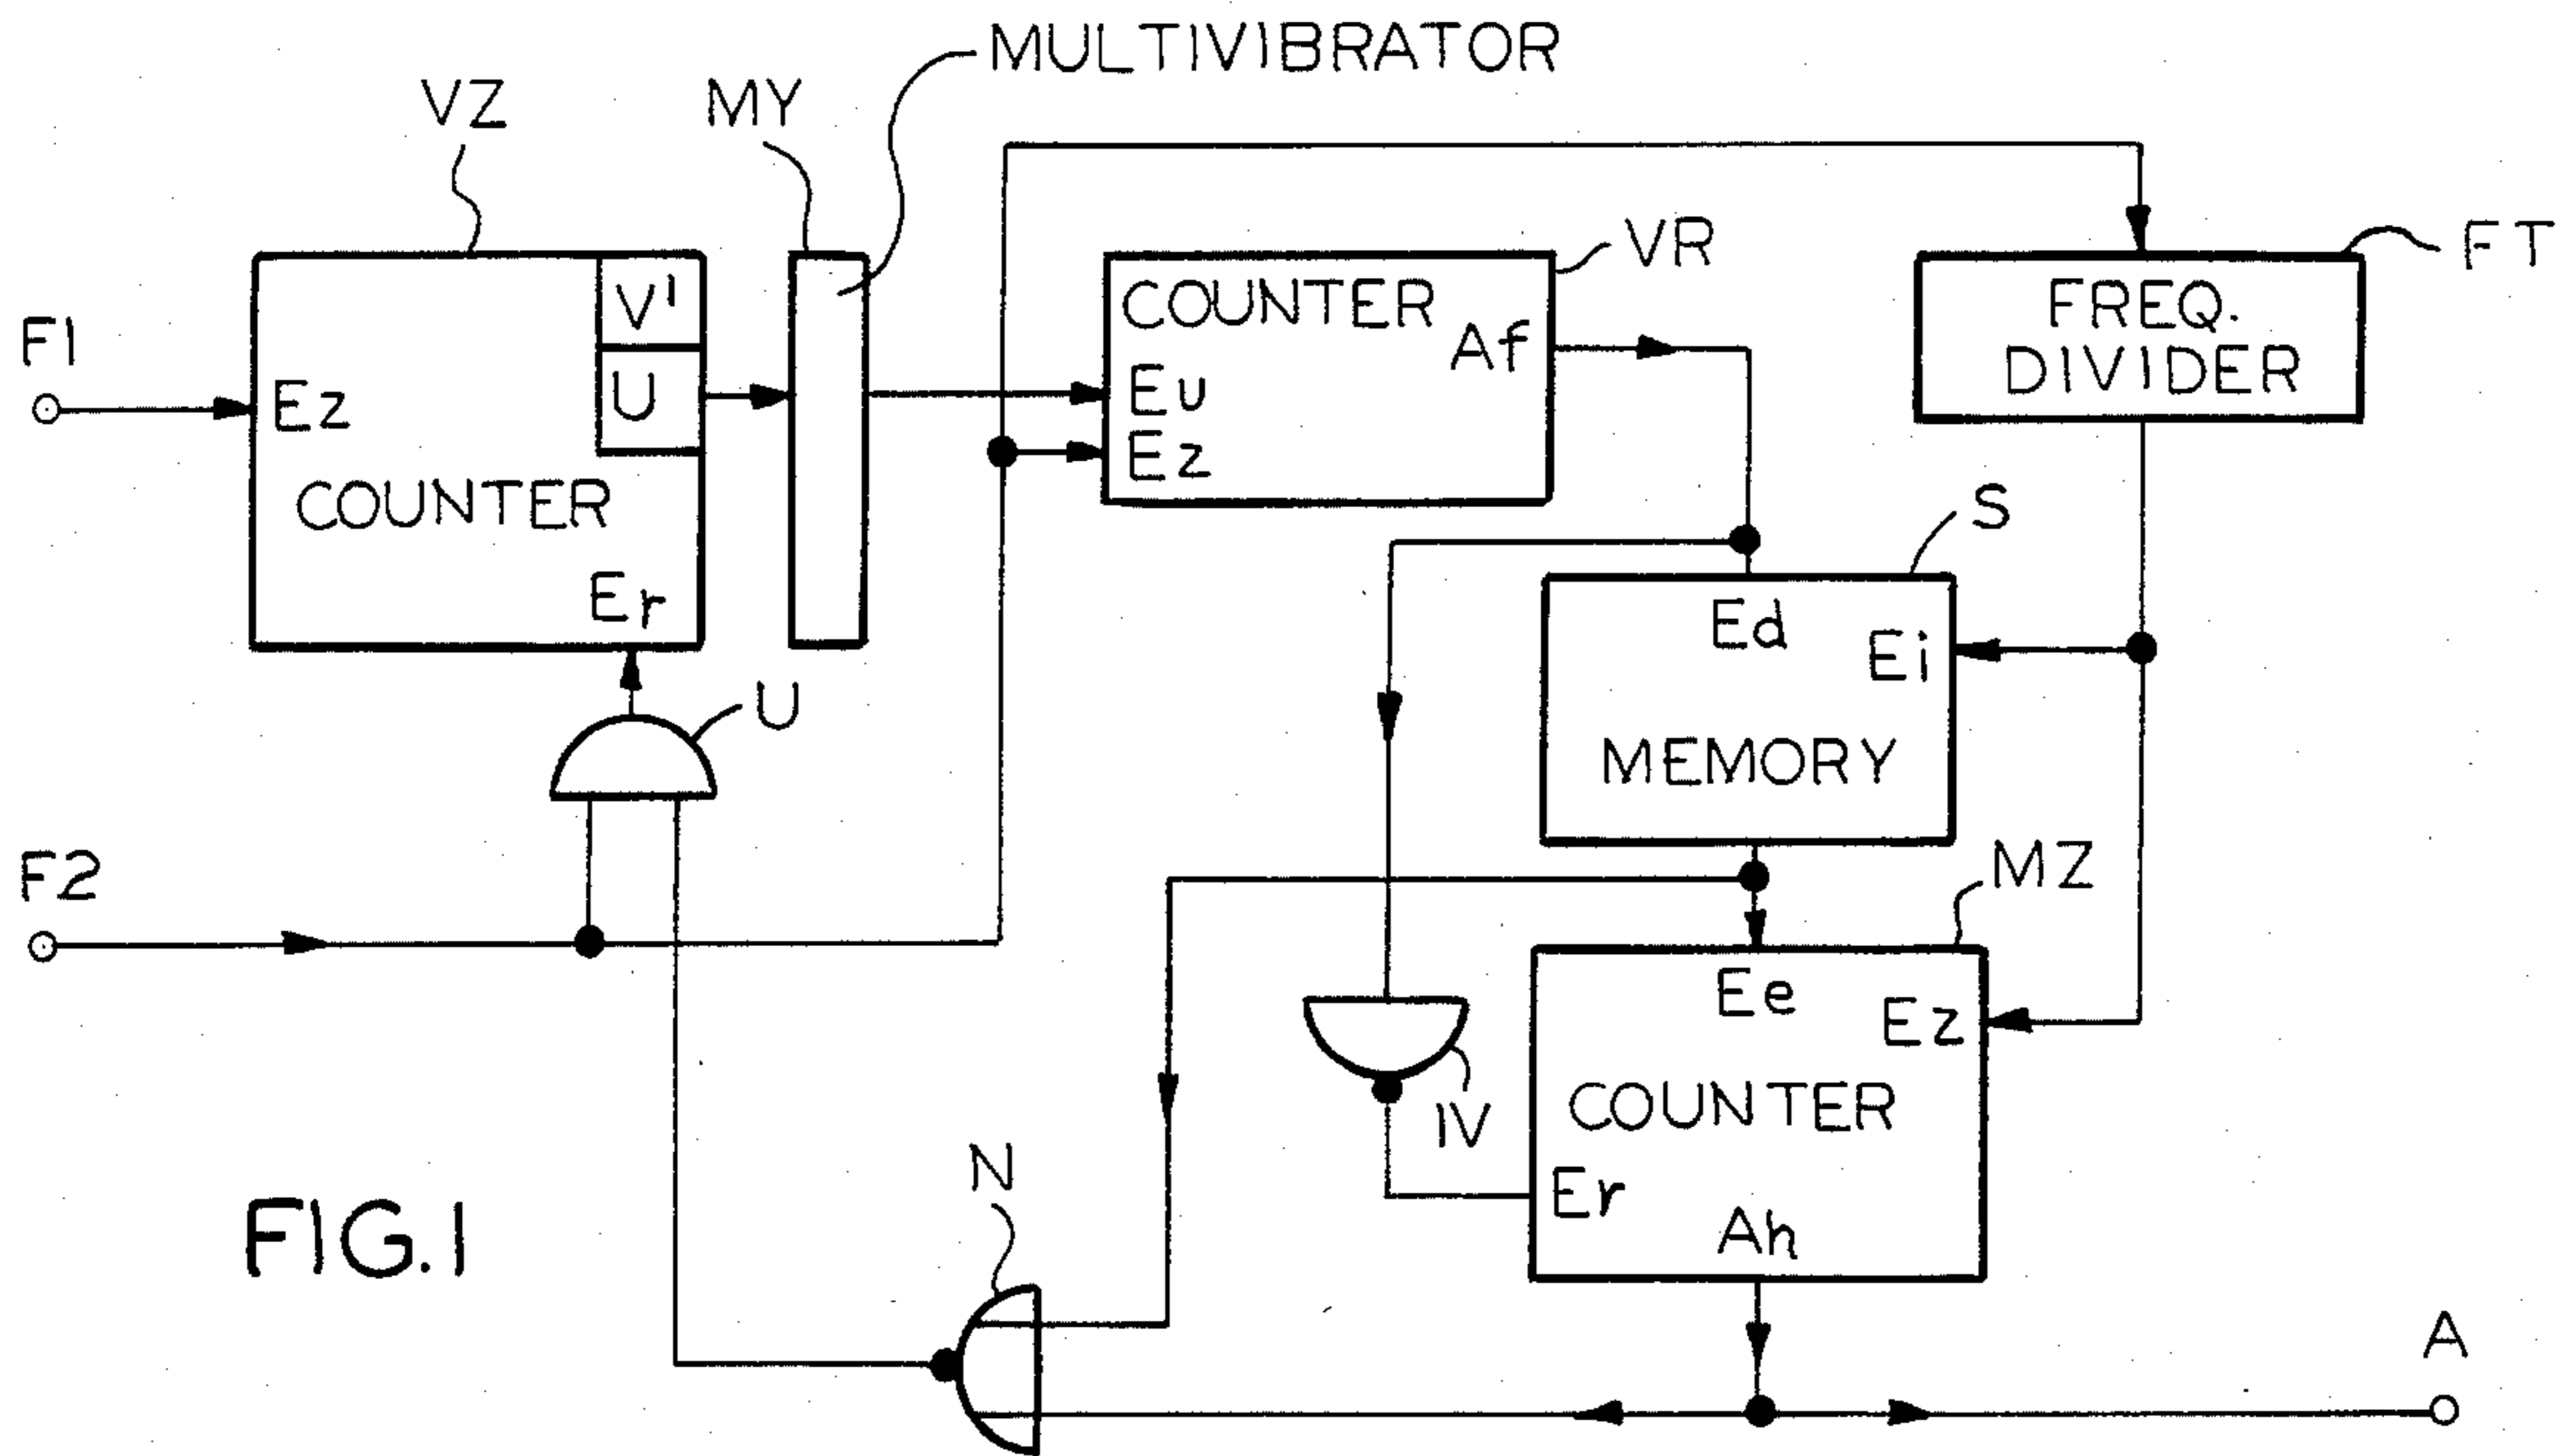 MULTIVIBRATOR
VZ
MY
VR
FT
F1
Ez
V'
U
COUNTER
Er
COUNTER
Af
Eu
Ez
FREQ.
DIVIDER
S
Ed
Ei
MEMORY
U
F2
MZ
Ee
Ez
COUNTER
Er
Ah
IV
N
A
FIG.1